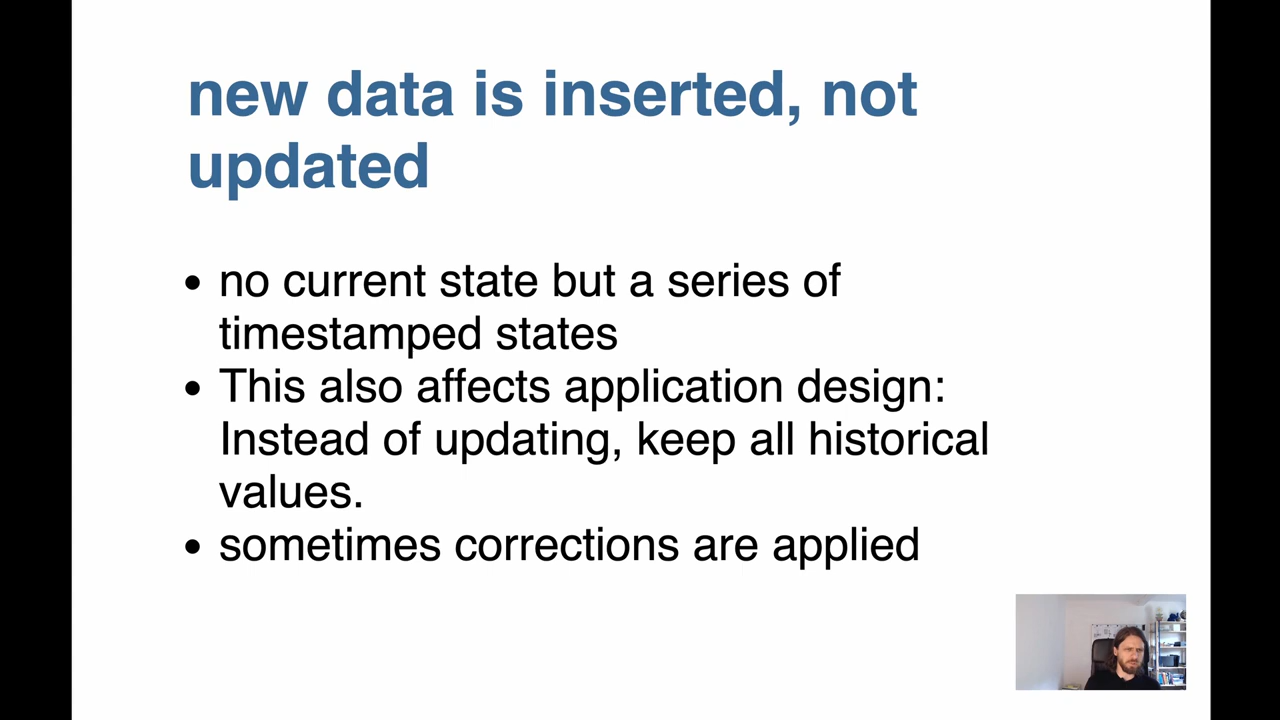 new data is inserted, not
updated
• no current state but a series of
timestamped states
• This also affects application design:
Instead of updating, keep all historical
values.
• sometimes corrections are applied